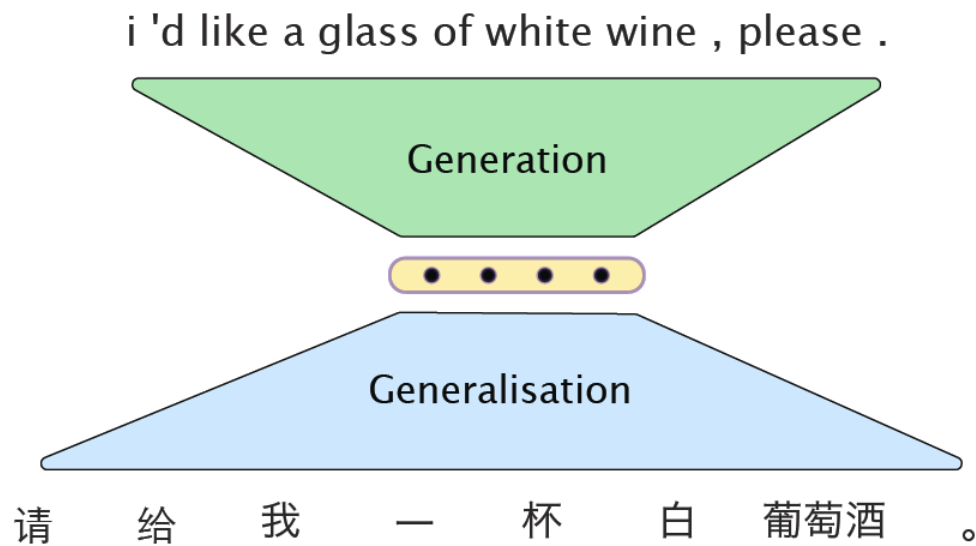 i 'd like a glass of white wine , please .
Generation
Generalisation
请 给 我 一 杯 白 葡萄酒 。